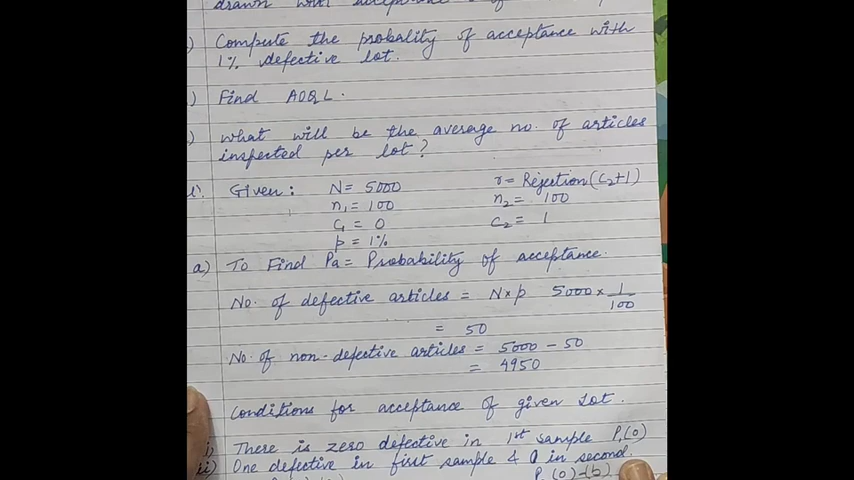 drawn with
) Compute the probality of acceptance with
1% defective lot.
) Find AOQL.
) what will be the average no. of articles
inspected per lot?
Given: N = 5000 r = Rejection (C2+1)
n1 = 100 n2 = 100
C1 = 0 C2 = 1
p = 1%
a) To Find Pa = Probability of acceptance.
No. of defective articles = N×p 5000 × 1/100
= 50
No. of non-defective articles = 5000 - 50
= 4950
Conditions for acceptance of given Lot.
i) There is zero defective in 1st sample P1(0)
ii) One defective in first sample & 0 in second.